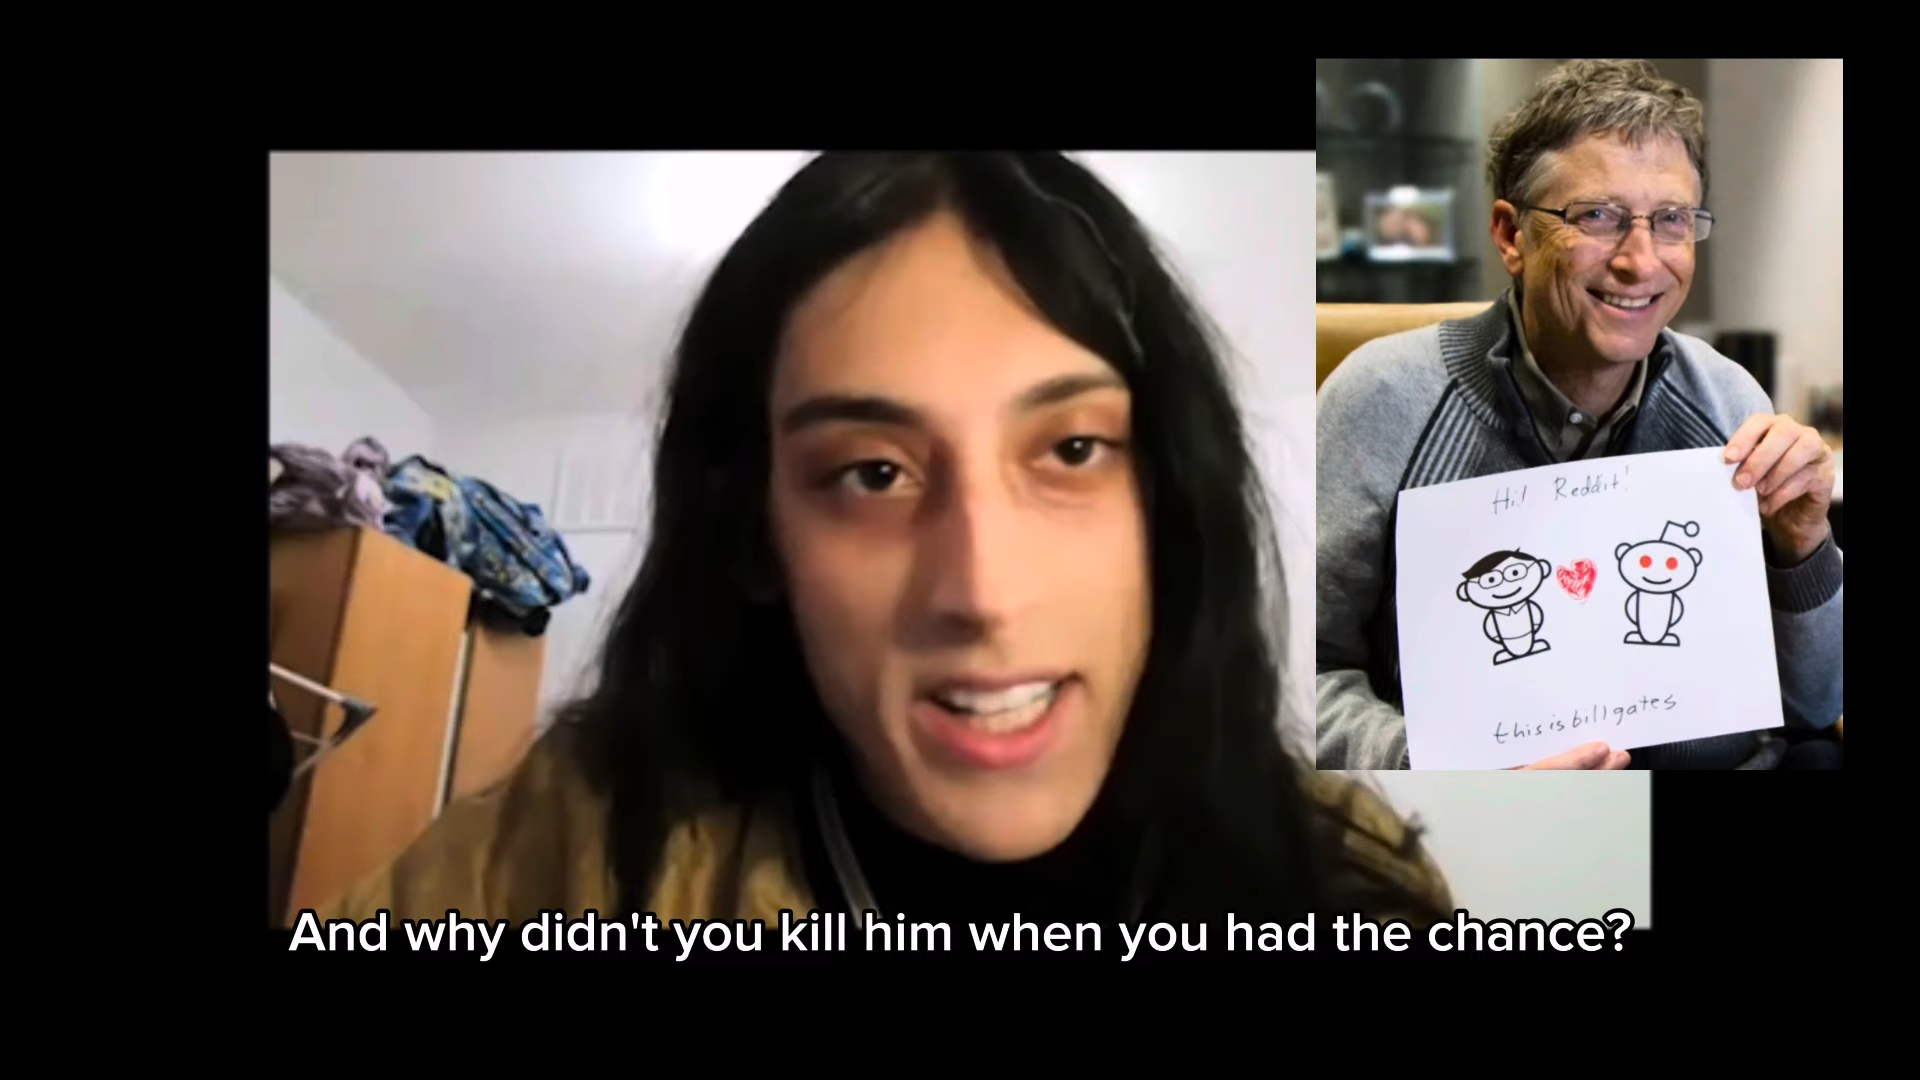 Hi! Reddit!
thisisbillgates
And why didn't you kill him when you had the chance?